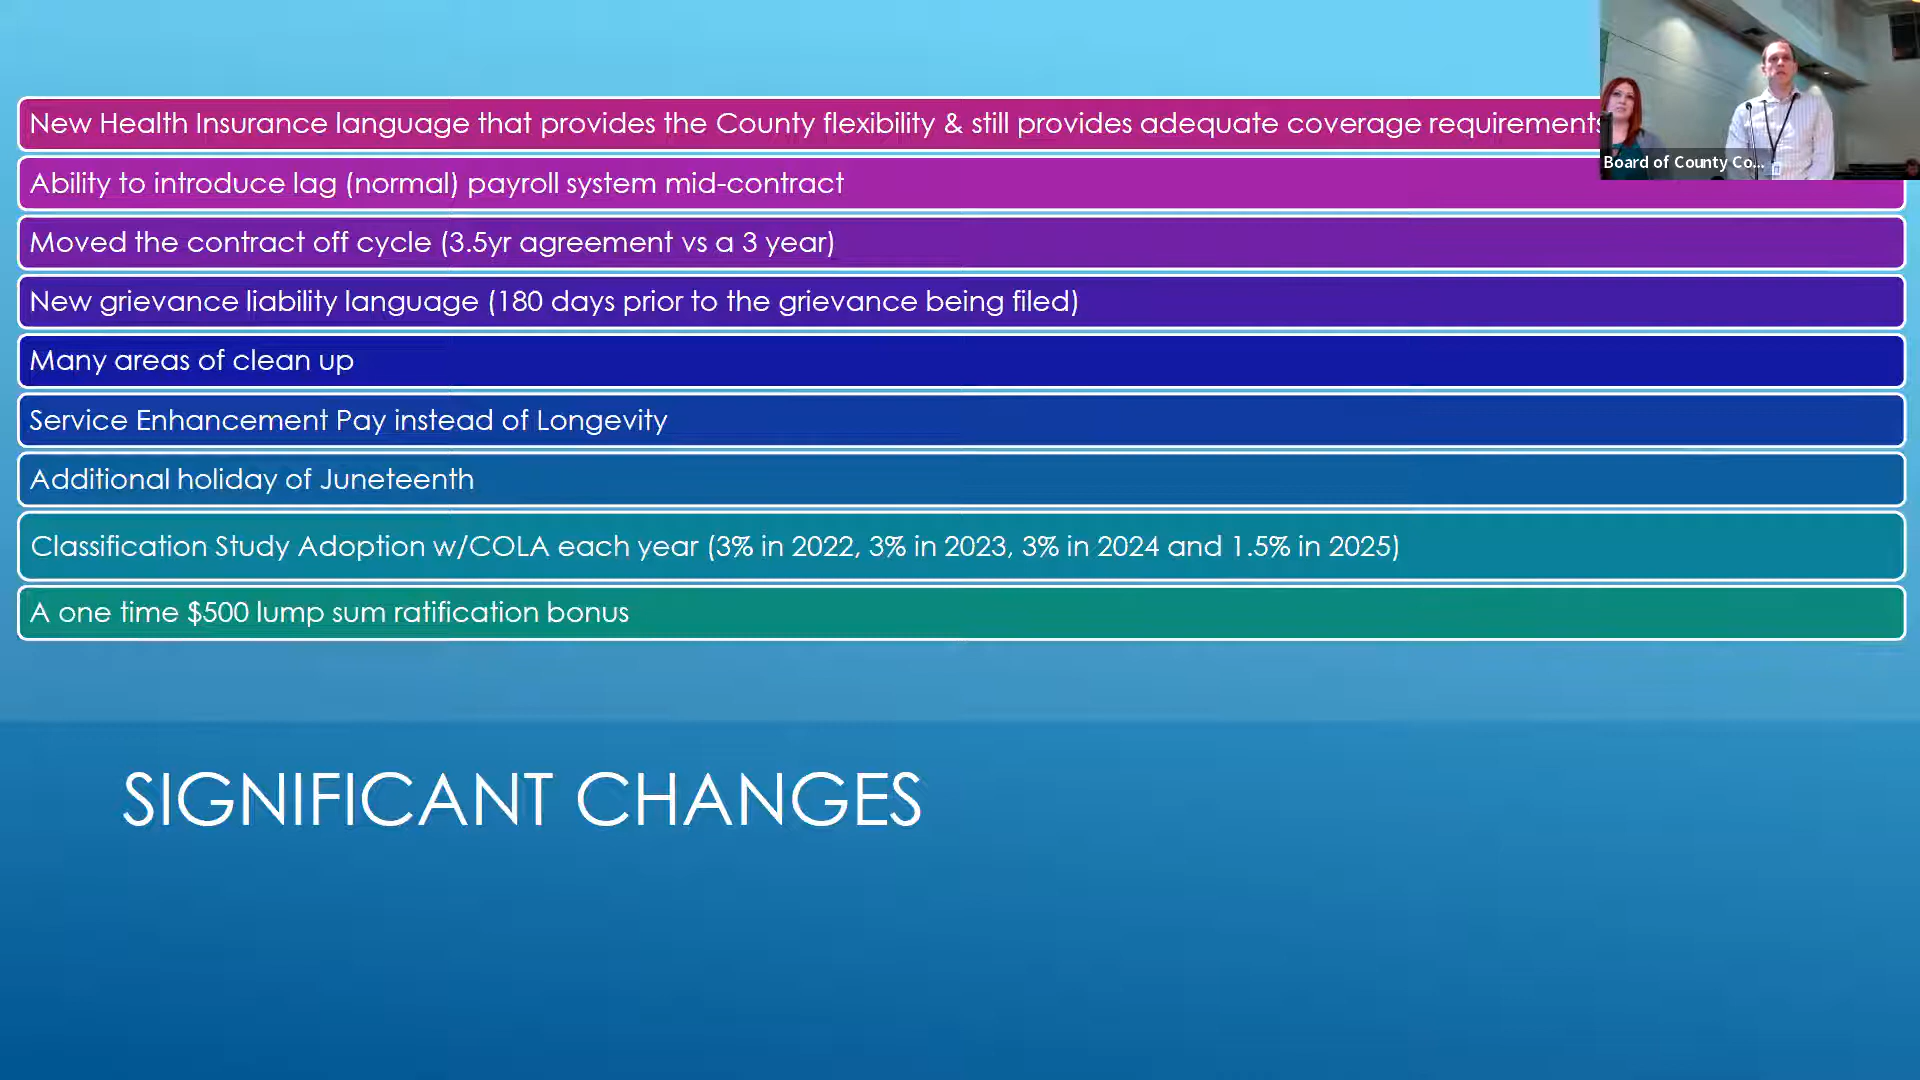 New Health Insurance language that provides the County flexibility & still provides adequate coverage requirements
Board of County Co...
Ability to introduce lag (normal) payroll system mid-contract
Moved the contract off cycle (3.5yr agreement vs a 3 year)
New grievance liability language (180 days prior to the grievance being filed)
Many areas of clean up
Service Enhancement Pay instead of Longevity
Additional holiday of Juneteenth
Classification Study Adoption w/COLA each year (3% in 2022, 3% in 2023, 3% in 2024 and 1.5% in 2025)
A one time $500 lump sum ratification bonus
SIGNIFICANT CHANGES